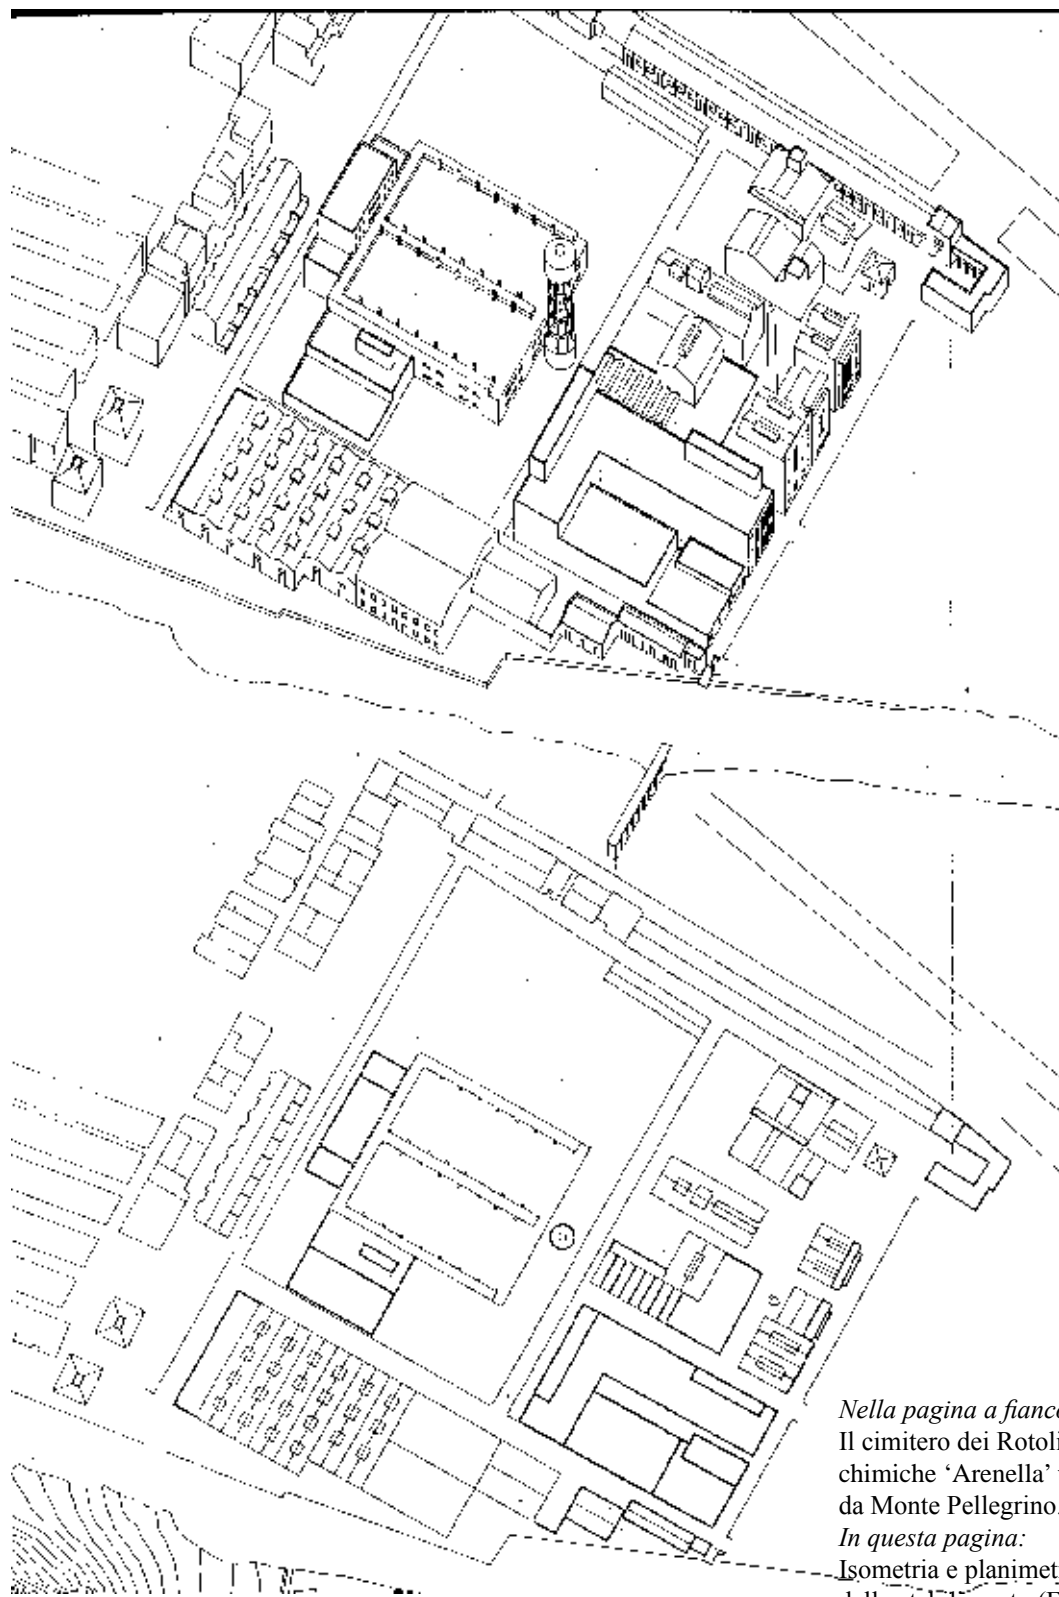 Nella pagina a fianco
Il cimitero dei Rotoli
chimiche ‘Arenella’
da Monte Pellegrino.
In questa pagina:
Isometria e planimet